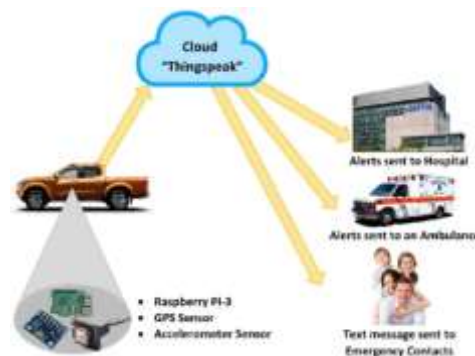 Cloud
"Thingspeak"
Alerts sent to Hospital
Alerts sent to an Ambulance
• Raspberry PI-3
• GPS Sensor
• Accelerometer Sensor
Text message sent to
Emergency Contacts